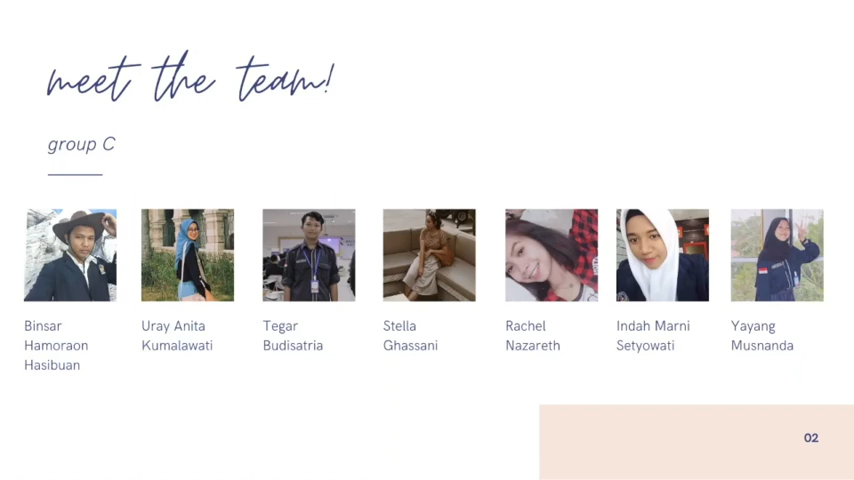 meet the team!
group C
Binsar
Hamoraon
Hasibuan
Uray Anita
Kumalawati
Tegar
Budisatria
Stella
Ghassani
Rachel
Nazareth
Indah Marni
Setyowati
Yayang
Musnanda
02